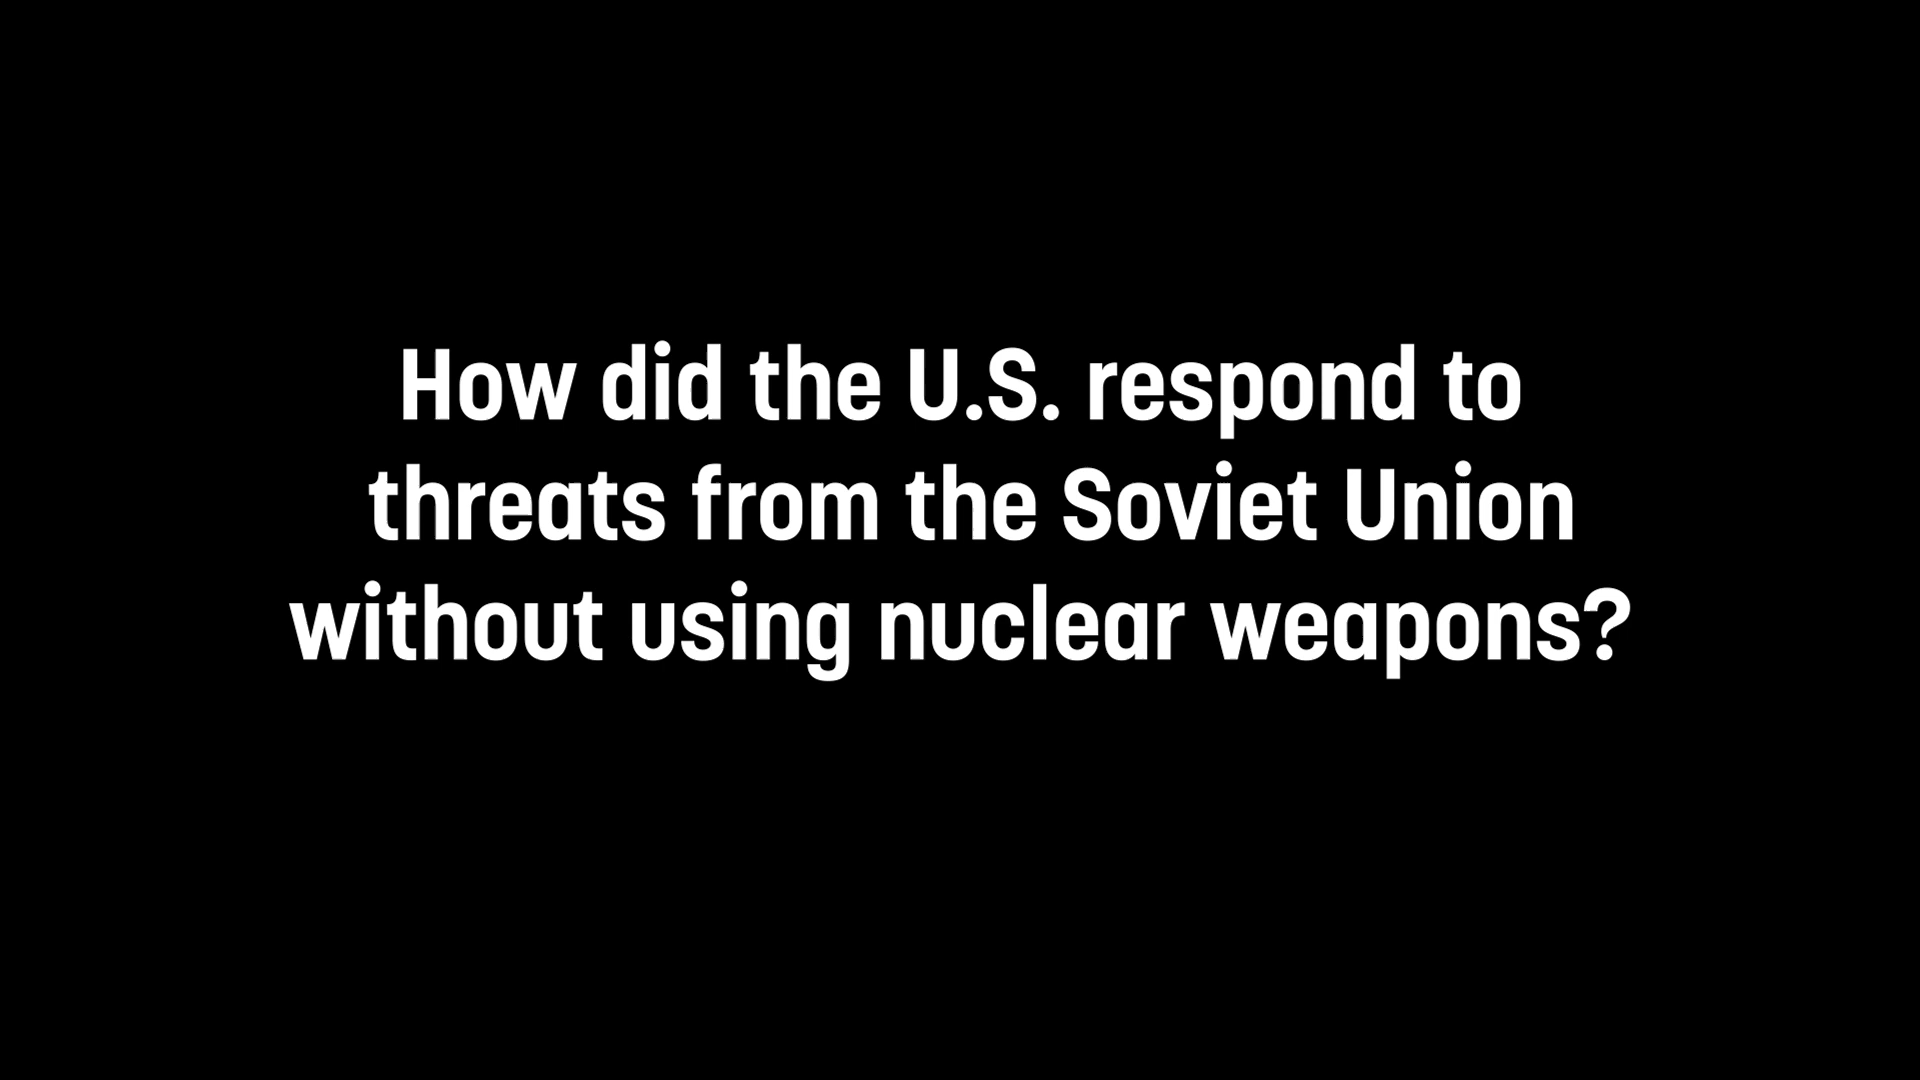 How did the U.S. respond to
threats from the Soviet Union
without using nuclear weapons?